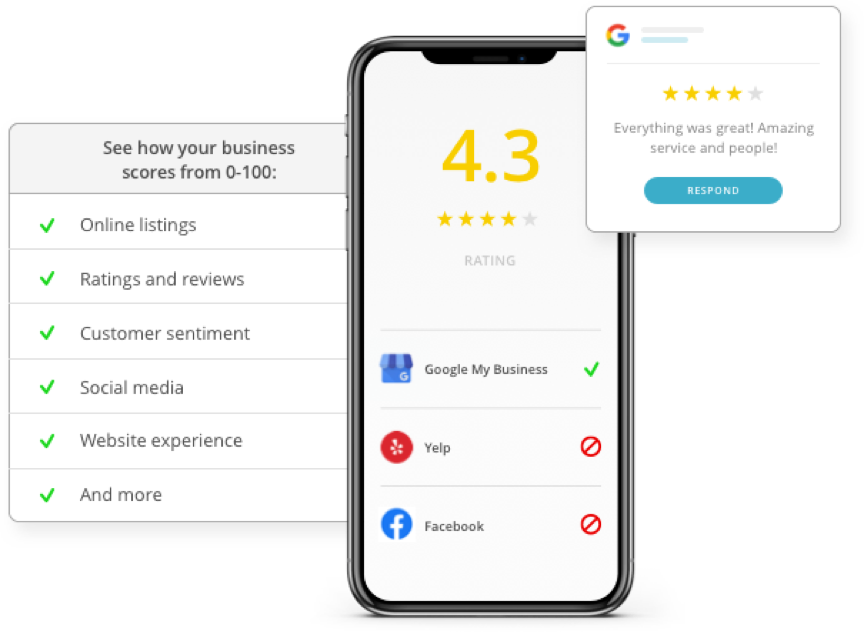 See how your business
scores from 0-100:
Online listings
Ratings and reviews
Customer sentiment
Social media
Website experience
And more
4.3
RATING
Google My Business
Yelp
Facebook
Everything was great! Amazing
service and people!
RESPOND